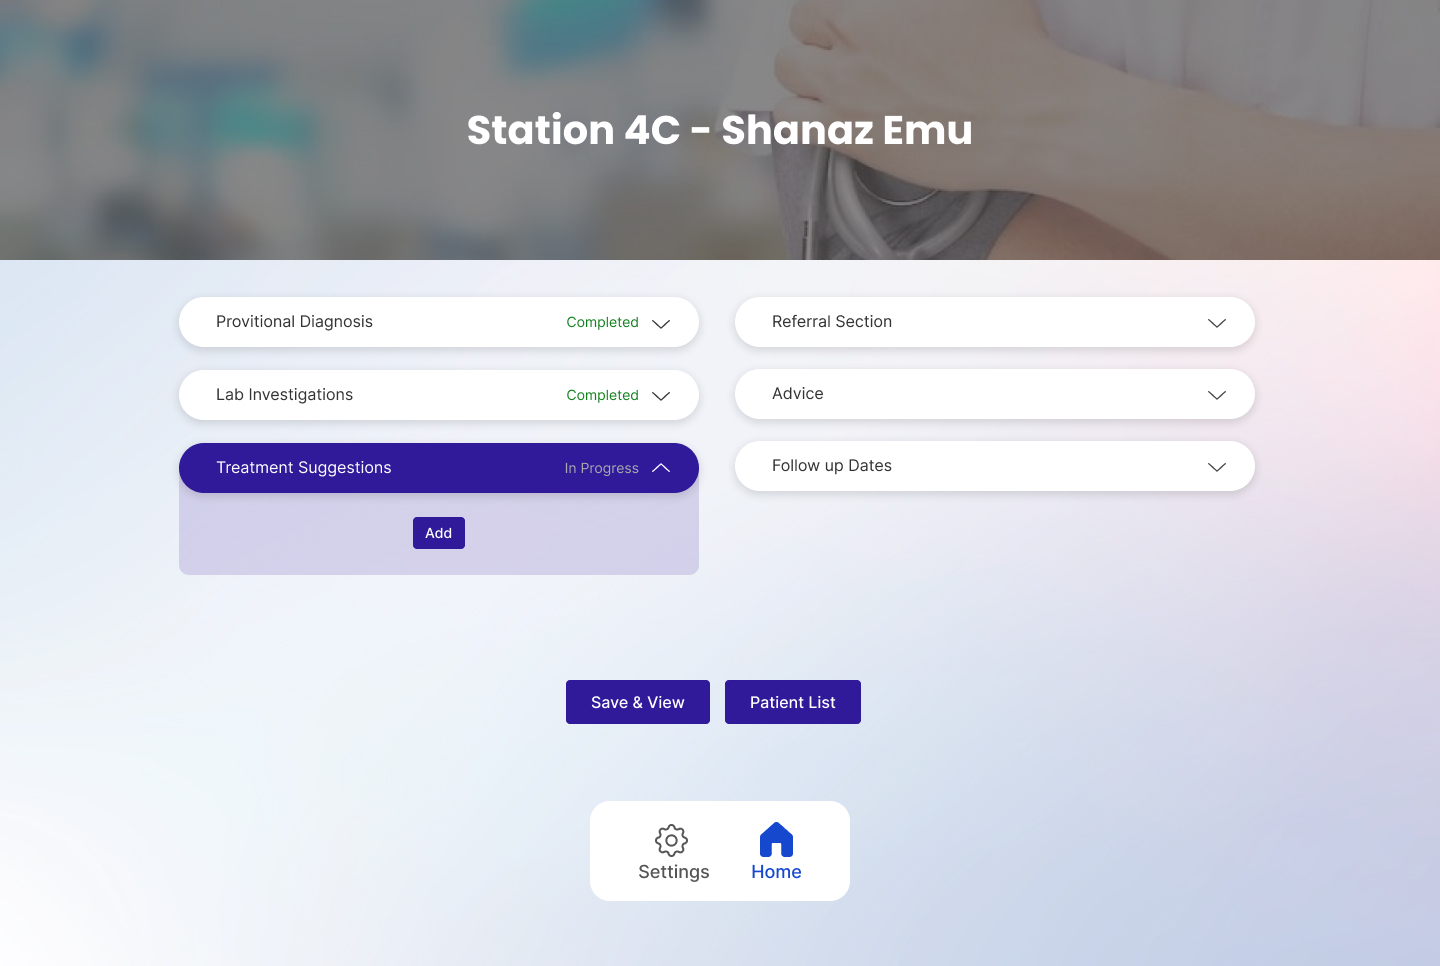 Station 4C - Shanaz Emu
Provitional Diagnosis
Completed
Lab Investigations
Completed
Treatment Suggestions
In Progress
Add
Referral Section
Advice
Follow up Dates
Save & View
Patient List
Settings
Home